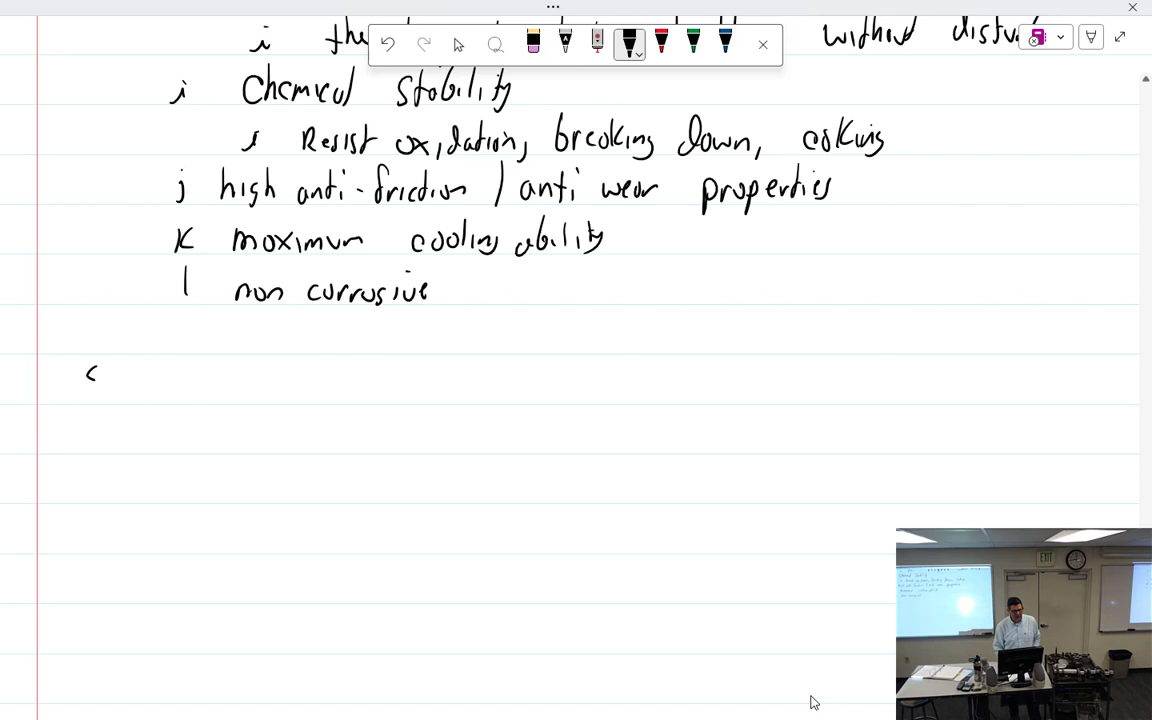 i the without
i Chemical Stability
i Resist oxidation, breaking down, coking
j high anti-friction / anti wear properties
K maximum cooling ability
l non corrosive
c
EXIT